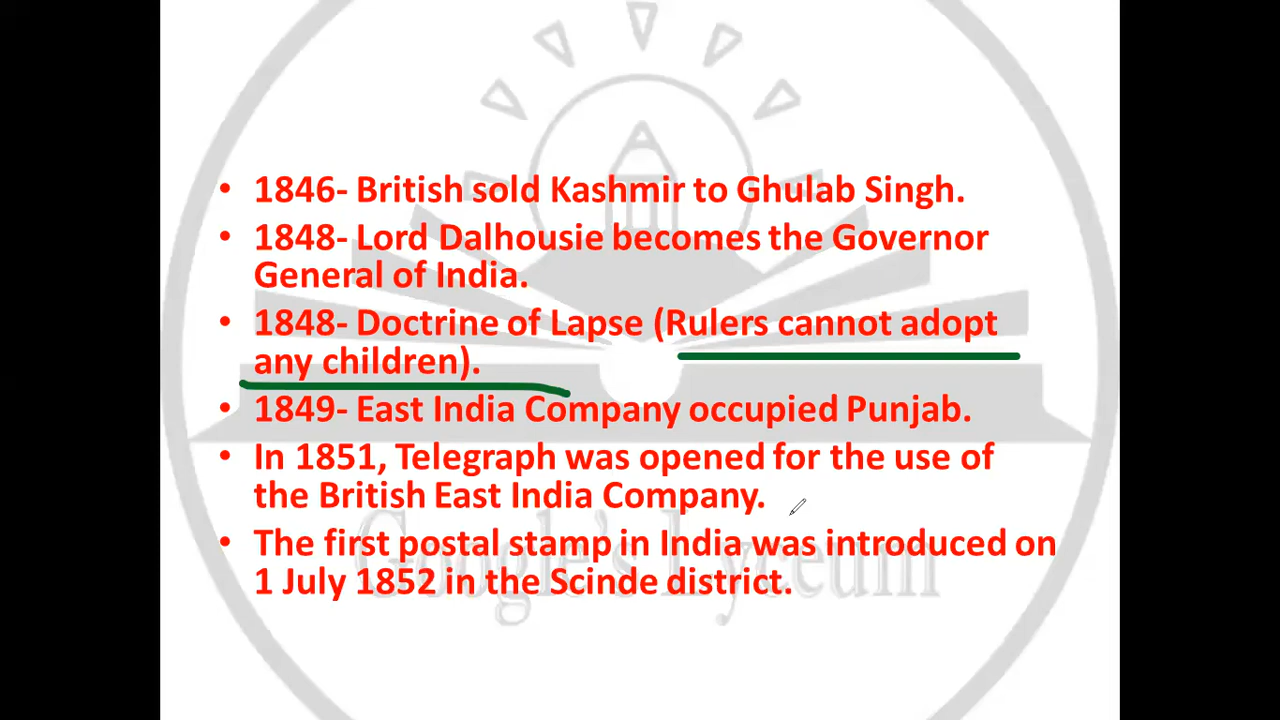 • 1846- British sold Kashmir to Ghulab Singh.
• 1848- Lord Dalhousie becomes the Governor
General of India.
• 1848- Doctrine of Lapse (Rulers cannot adopt
any children).
• 1849- East India Company occupied Punjab.
• In 1851, Telegraph was opened for the use of
the British East India Company.
• The first postal stamp in India was introduced on
1 July 1852 in the Scinde district.
Google's Lyceum